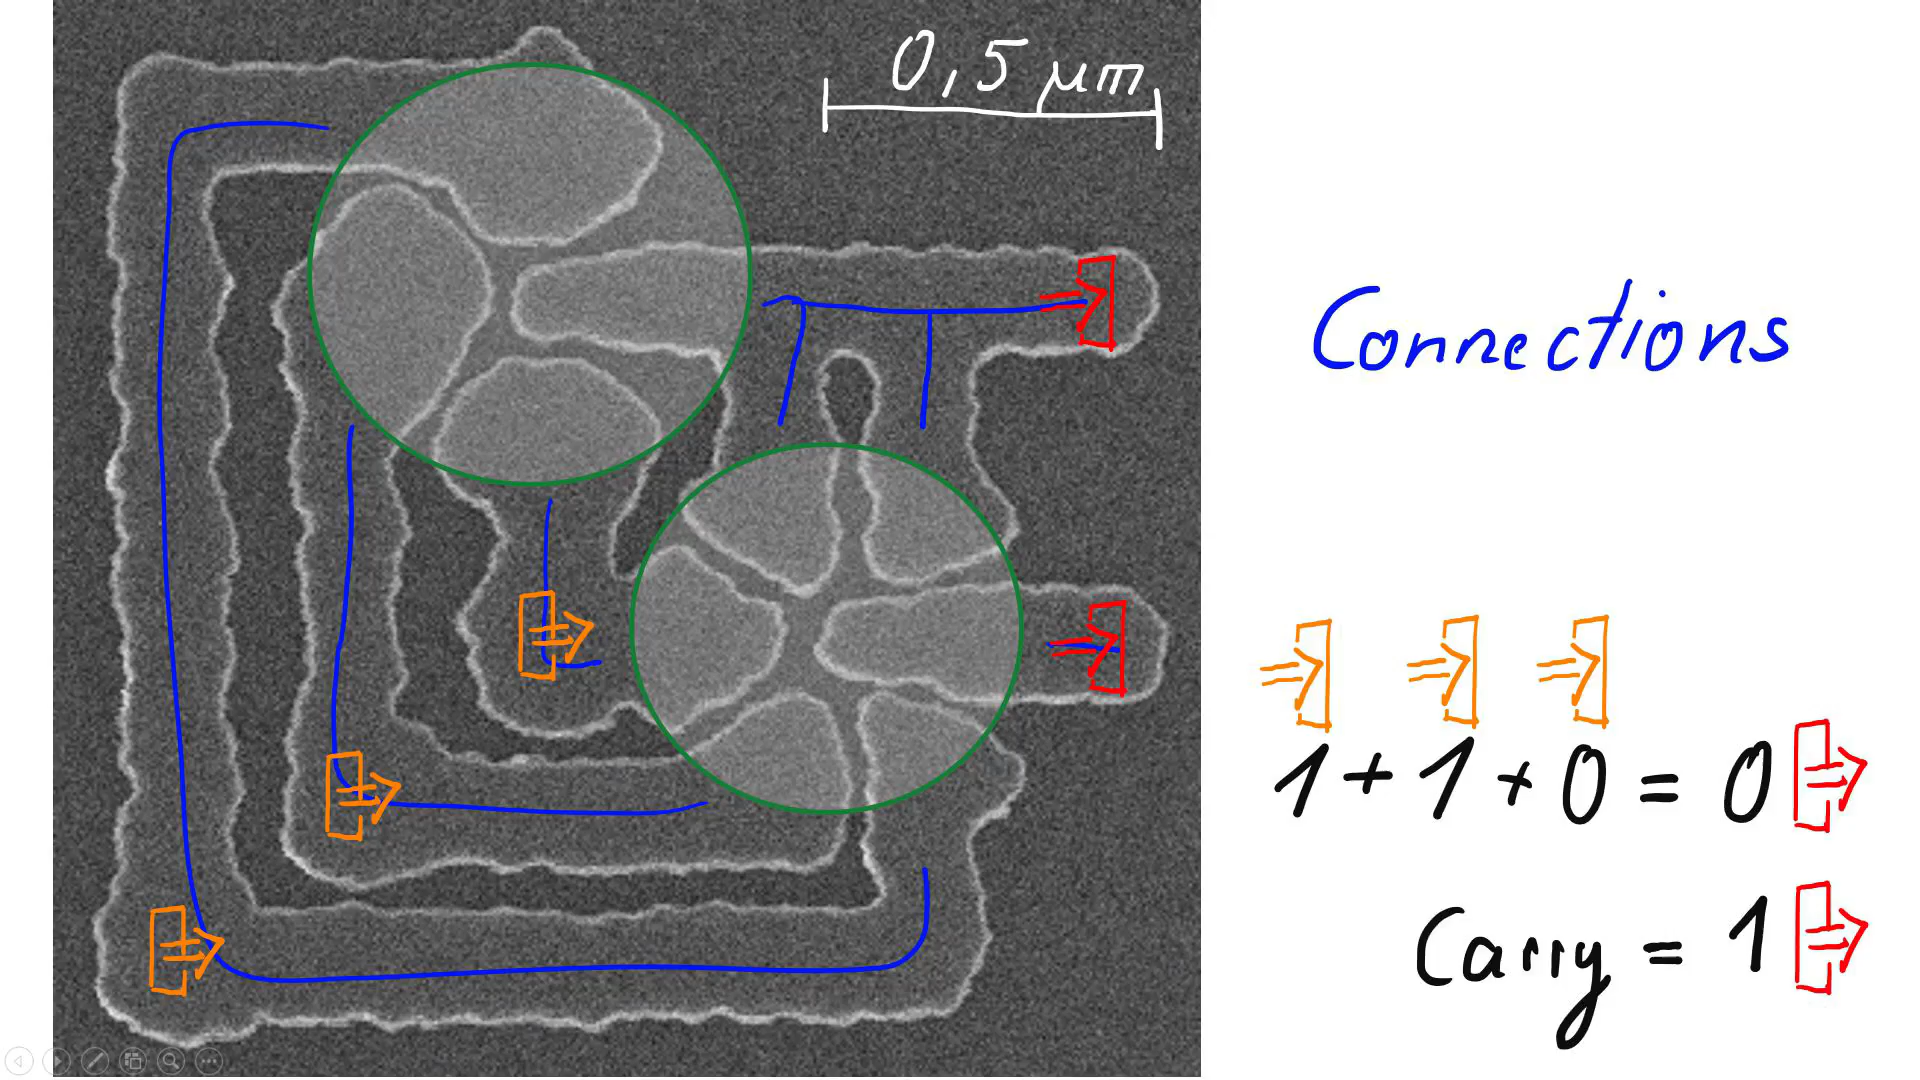 0,5 µm
Connections
1 + 1 + 0 = 0
Carry = 1